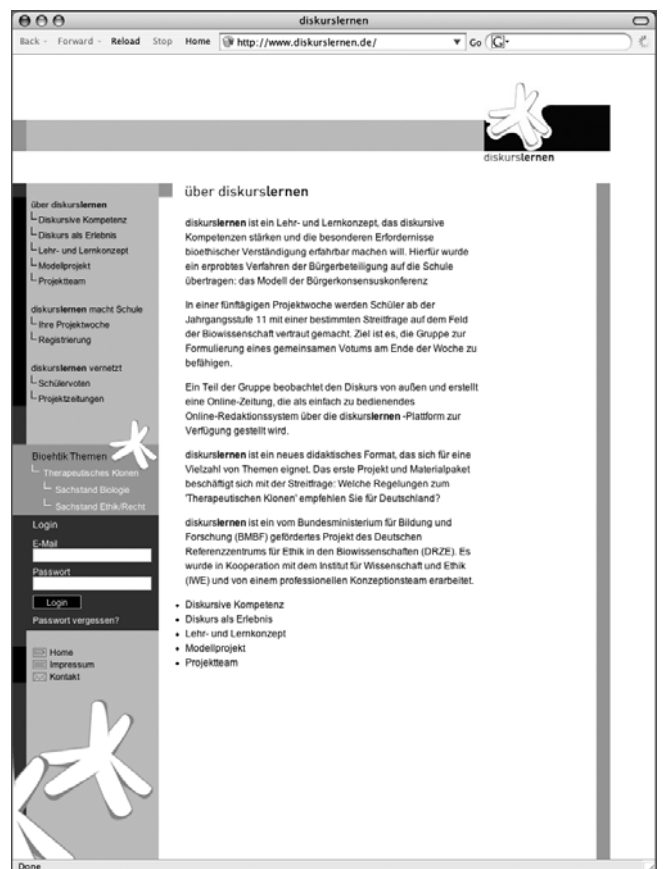 diskurslernen
Back Forward Reload Stop Home http://www.diskurslernen.de/ Go G
diskurslernen
über diskurslernen
Diskursive Kompetenz
Diskurs als Erlebnis
Lehr- und Lernkonzept
Modellprojekt
Projektteam
diskurslernen macht Schule
Ihre Projektwoche
Registrierung
diskurslernen vernetzt
Schülervoten
Projektzeitungen
Bioehtik Themen
Therapeutisches Klonen
Sachstand Biologie
Sachstand Ethik/Recht
Login
E-Mail
Passwort
Login
Passwort vergessen?
Home
Impressum
Kontakt
über diskurslernen
diskurslernen ist ein Lehr- und Lernkonzept, das diskursive
Kompetenzen stärken und die besonderen Erfordernisse
bioethischer Verständigung erfahrbar machen will. Hierfür wurde
ein erprobtes Verfahren der Bürgerbeteiligung auf die Schule
übertragen: das Modell der Bürgerkonsensuskonferenz
In einer fünftägigen Projektwoche werden Schüler ab der
Jahrgangsstufe 11 mit einer bestimmten Streitfrage auf dem Feld
der Biowissenschaft vertraut gemacht. Ziel ist es, die Gruppe zur
Formulierung eines gemeinsamen Votums am Ende der Woche zu
befähigen.
Ein Teil der Gruppe beobachtet den Diskurs von außen und erstellt
eine Online-Zeitung, die als einfach zu bedienendes
Online-Redaktionssystem über die diskurslernen -Plattform zur
Verfügung gestellt wird.
diskurslernen ist ein neues didaktisches Format, das sich für eine
Vielzahl von Themen eignet. Das erste Projekt und Materialpaket
beschäftigt sich mit der Streitfrage: Welche Regelungen zum
'Therapeutischen Klonen' empfehlen Sie für Deutschland?
diskurslernen ist ein vom Bundesministerium für Bildung und
Forschung (BMBF) gefördertes Projekt des Deutschen
Referenzzentrums für Ethik in den Biowissenschaften (DRZE). Es
wurde in Kooperation mit dem Institut für Wissenschaft und Ethik
(IWE) und von einem professionellen Konzeptionsteam erarbeitet.
• Diskursive Kompetenz
• Diskurs als Erlebnis
• Lehr- und Lernkonzept
• Modellprojekt
• Projektteam
Done